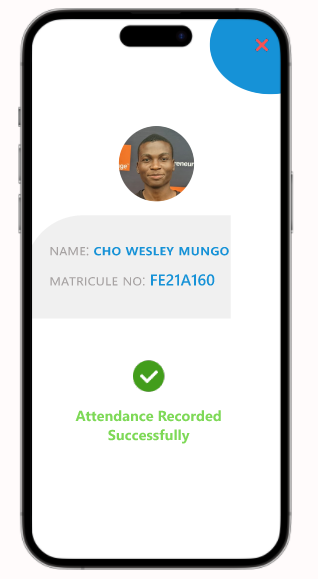 NAME: CHO WESLEY MUNGO
MATRICULE NO: FE21A160
Attendance Recorded
Successfully